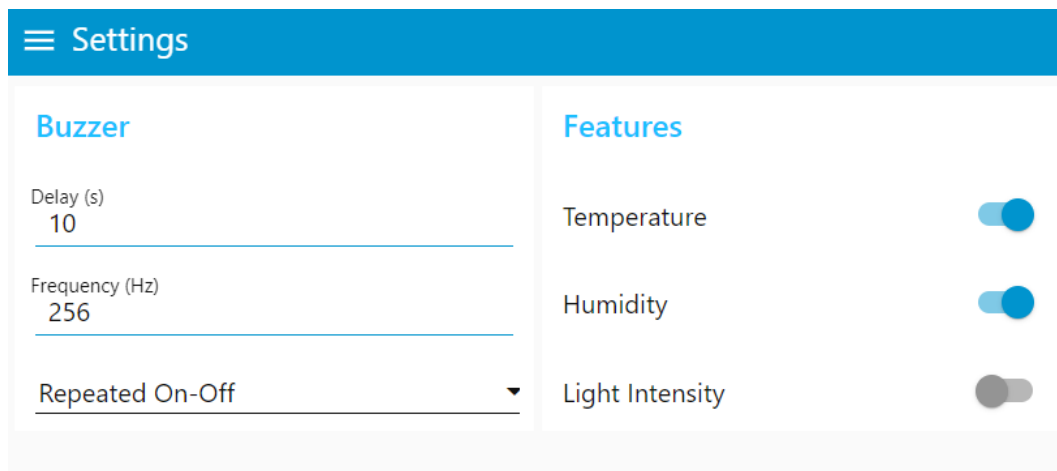 Settings
Buzzer
Delay (s)
10
Frequency (Hz)
256
Repeated On-Off
Features
Temperature
Humidity
Light Intensity